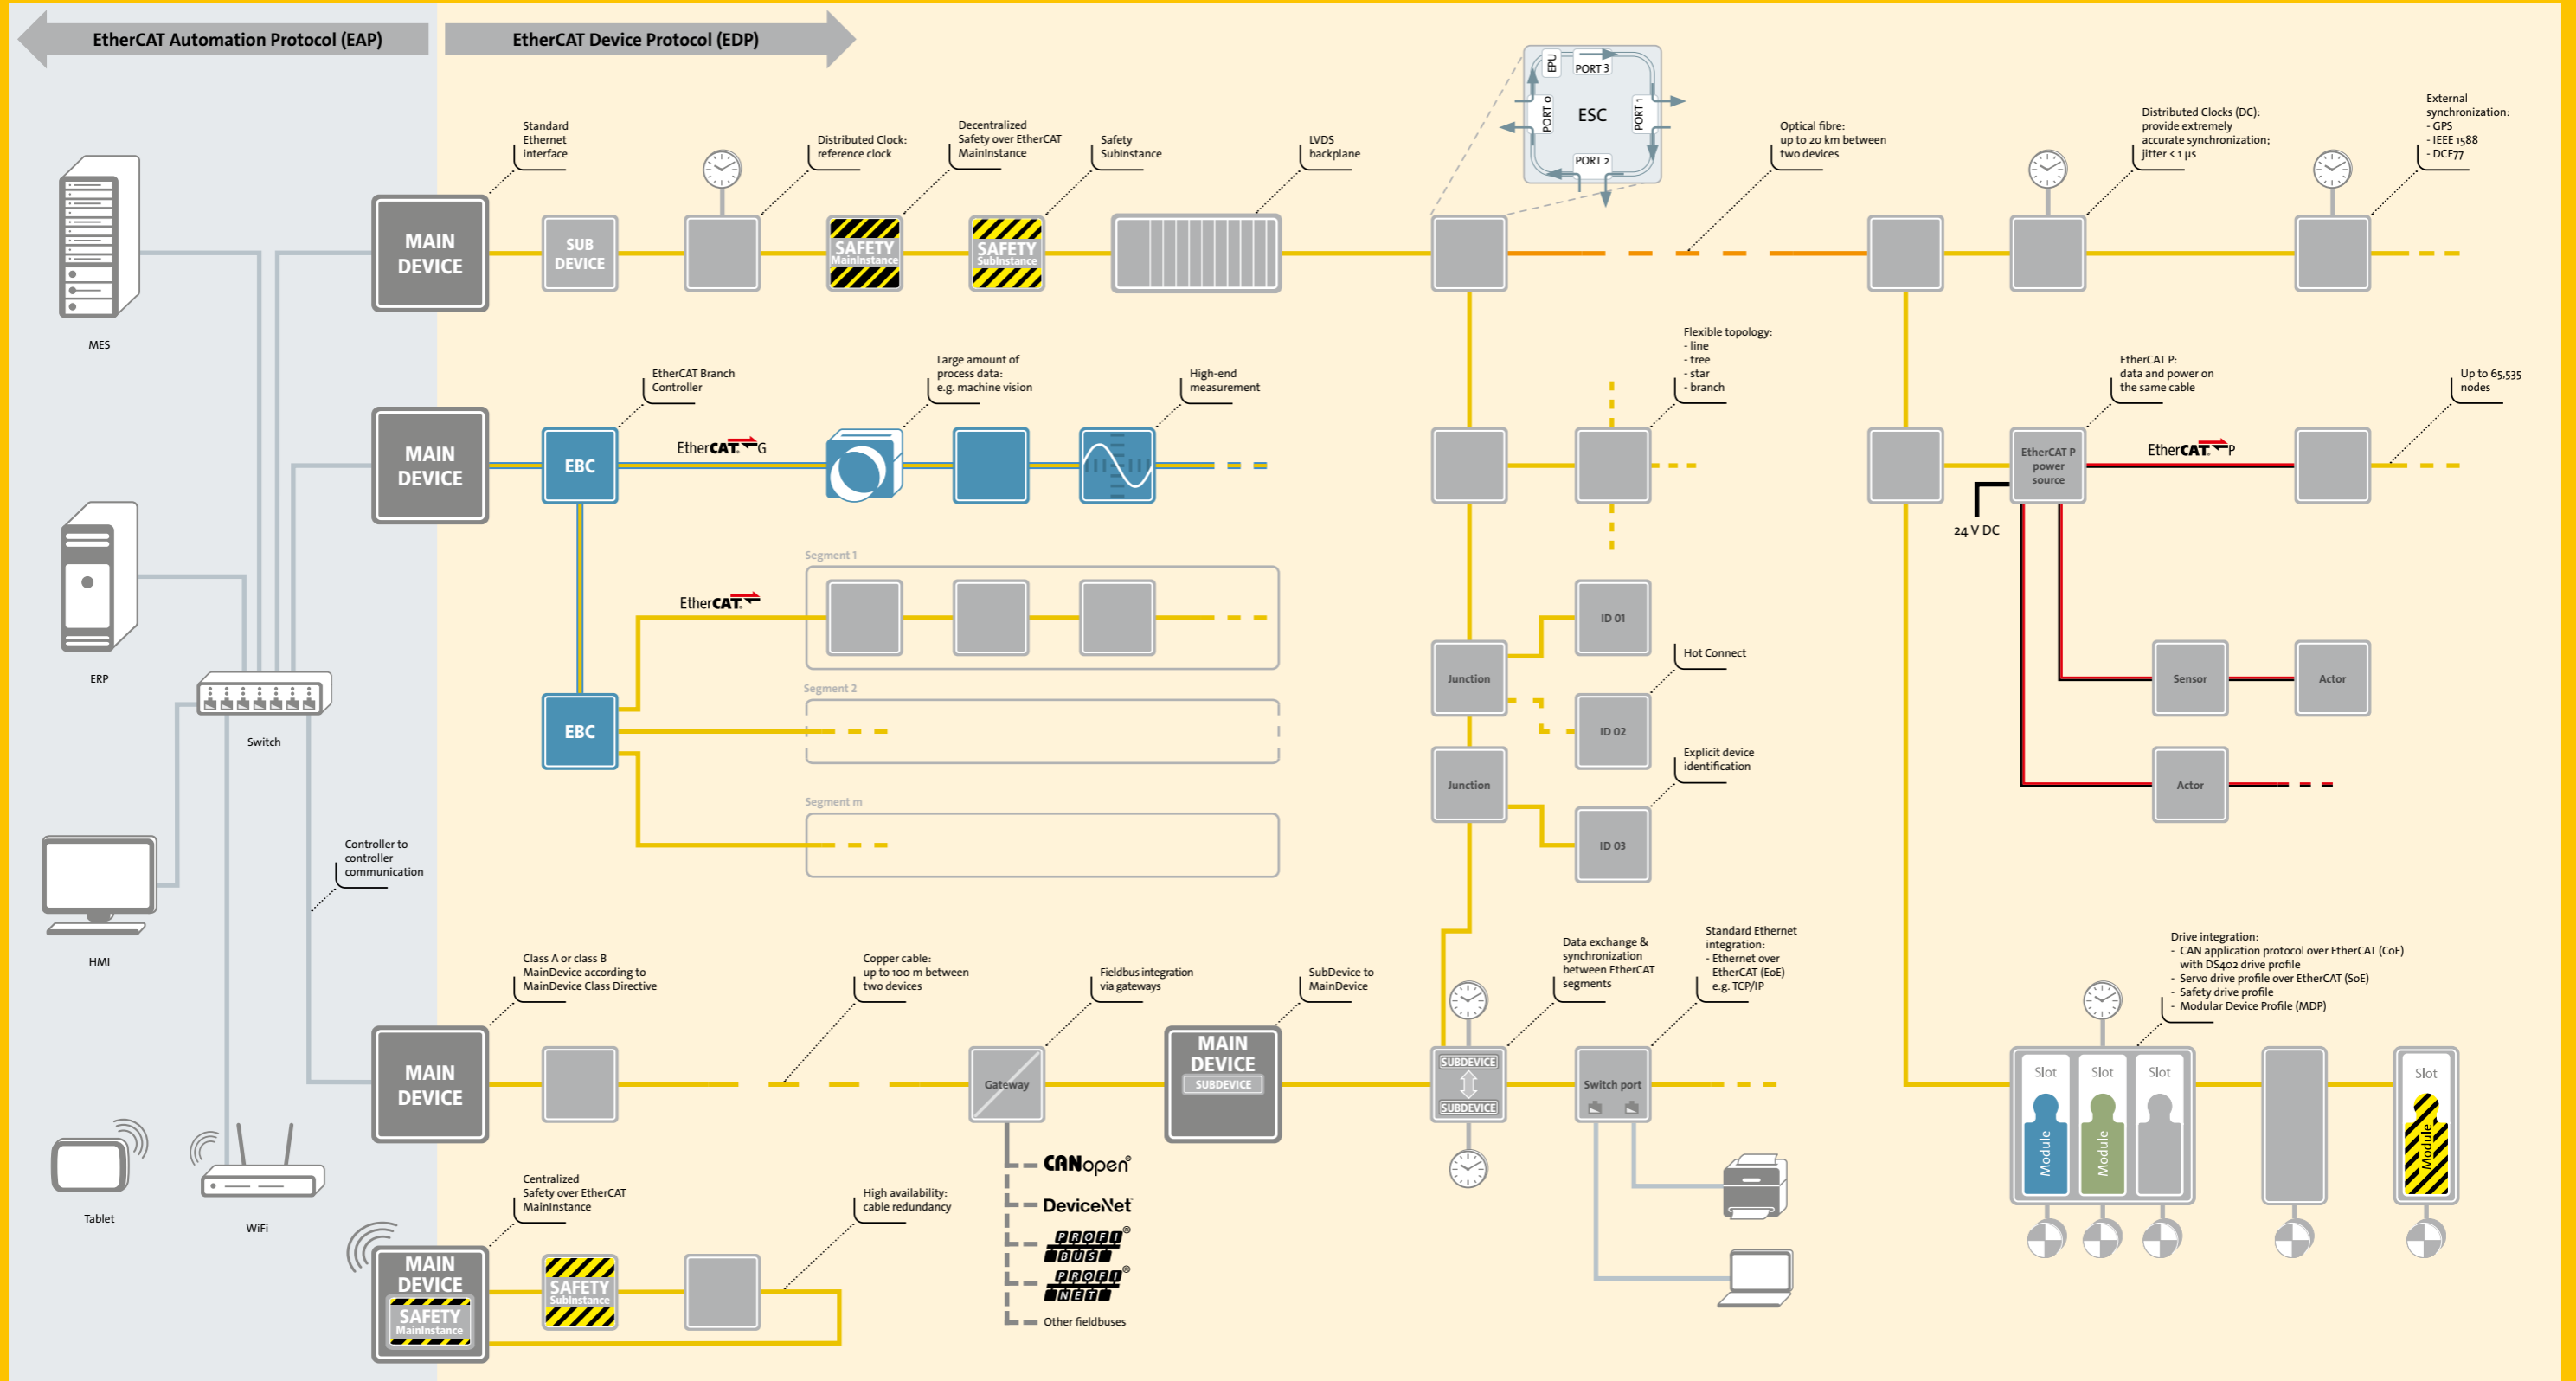 EtherCAT Automation Protocol (EAP)
EtherCAT Device Protocol (EDP)
EPU
PORT 3
PORT 0
ESC
PORT 1
PORT 2
Standard
Ethernet
interface
Distributed Clock:
reference clock
Decentralized
Safety over EtherCAT
MainInstance
Safety
SubInstance
LVDS
backplane
Optical fibre:
up to 20 km between
two devices
Distributed Clocks (DC):
provide extremely
accurate synchronization;
jitter < 1 µs
External
synchronization:
- GPS
- IEEE 1588
- DCF77
MAIN
DEVICE
SUB
DEVICE
SAFETY
MainInstance
SAFETY
SubInstance
MES
EtherCAT Branch
Controller
Large amount of
process data:
e.g. machine vision
High-end
measurement
Flexible topology:
- line
- tree
- star
- branch
EtherCAT P:
data and power on
the same cable
Up to 65,535
nodes
MAIN
DEVICE
EBC
EtherCAT G
EtherCAT P
power
source
EtherCAT P
24 V DC
Segment 1
EtherCAT
ID 01
Hot Connect
Junction
Sensor
Actor
ERP
Segment 2
EBC
ID 02
Switch
Explicit device
identification
Junction
Actor
Segment m
ID 03
Controller to
controller
communication
HMI
Class A or class B
MainDevice according to
MainDevice Class Directive
Copper cable:
up to 100 m between
two devices
Fieldbus integration
via gateways
SubDevice to
MainDevice
Data exchange &
synchronization
between EtherCAT
segments
Standard Ethernet
integration:
- Ethernet over
EtherCAT (EoE)
e.g. TCP/IP
Drive integration:
- CAN application protocol over EtherCAT (CoE)
with DS402 drive profile
- Servo drive profile over EtherCAT (SoE)
- Safety drive profile
- Modular Device Profile (MDP)
MAIN
DEVICE
Gateway
MAIN
DEVICE
SUBDEVICE
SUBDEVICE
SUBDEVICE
Switch port
Slot
Slot
Slot
Slot
Module
Module
Module
CANopen®
DeviceNet
PROFI®
BUS
PROFI®
NET
Other fieldbuses
Tablet
WiFi
Centralized
Safety over EtherCAT
MainInstance
High availability:
cable redundancy
MAIN
DEVICE
SAFETY
MainInstance
SAFETY
SubInstance